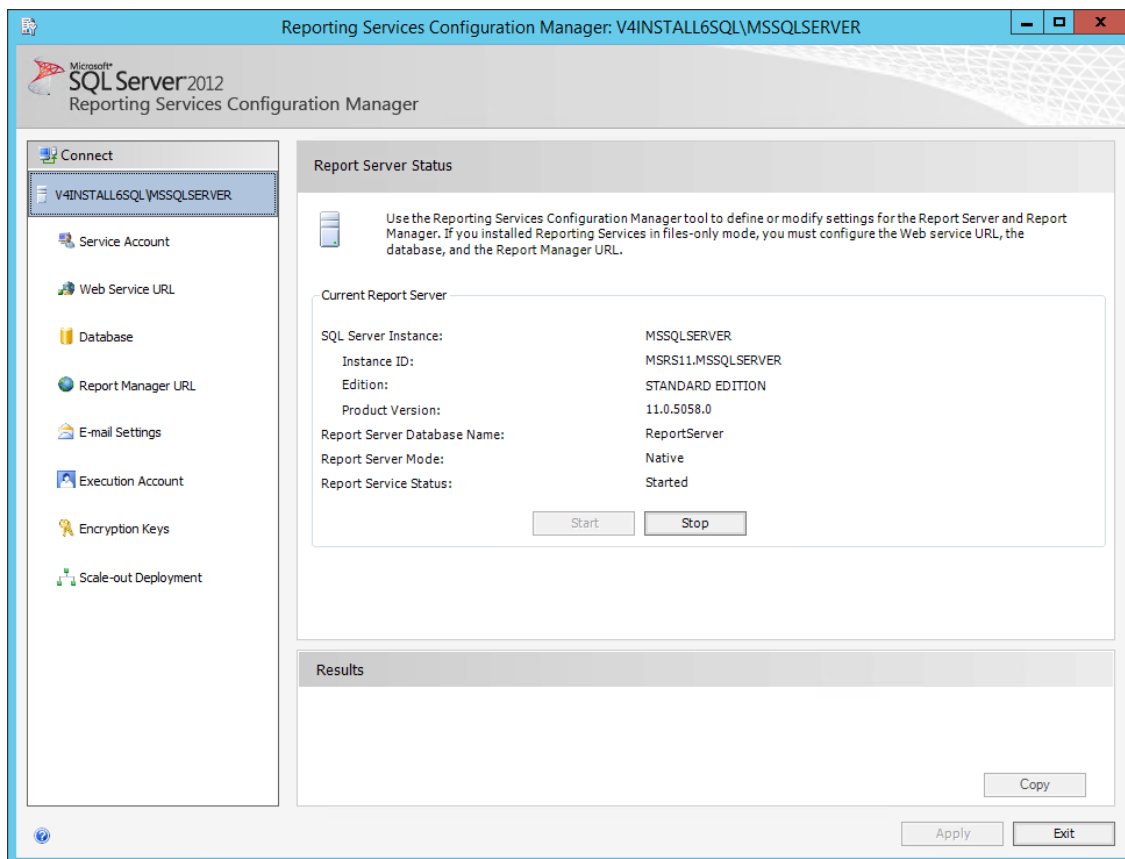 Reporting Services Configuration Manager: V4INSTALL6SQL\MSSQLSERVER
Microsoft®
SQL Server 2012
Reporting Services Configuration Manager
Connect
V4INSTALL6SQL\MSSQLSERVER
Service Account
Web Service URL
Database
Report Manager URL
E-mail Settings
Execution Account
Encryption Keys
Scale-out Deployment
Report Server Status
Use the Reporting Services Configuration Manager tool to define or modify settings for the Report Server and Report
Manager. If you installed Reporting Services in files-only mode, you must configure the Web service URL, the
database, and the Report Manager URL.
Current Report Server
SQL Server Instance: MSSQLSERVER
Instance ID: MSRS11.MSSQLSERVER
Edition: STANDARD EDITION
Product Version: 11.0.5058.0
Report Server Database Name: ReportServer
Report Server Mode: Native
Report Service Status: Started
Start Stop
Results
Copy
Apply Exit